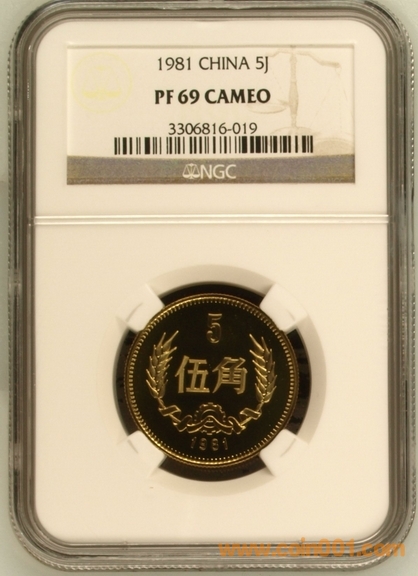 1981 CHINA 5J
PF 69 CAMEO
3306816-019
NGC
5
伍角
1981
www.coin001.com